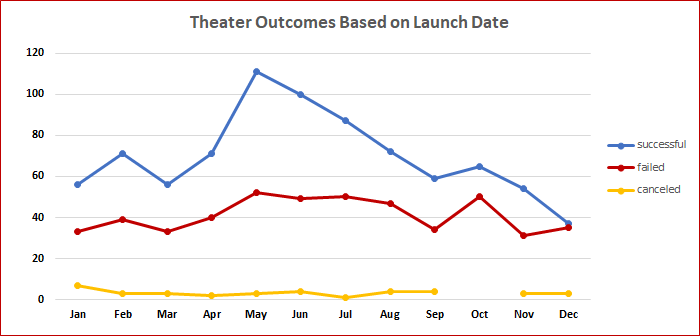 Theater Outcomes Based on Launch Date
120
100
80
60
40
20
0
Jan Feb Mar Apr May Jun Jul Aug Sep Oct Nov Dec
successful
failed
canceled